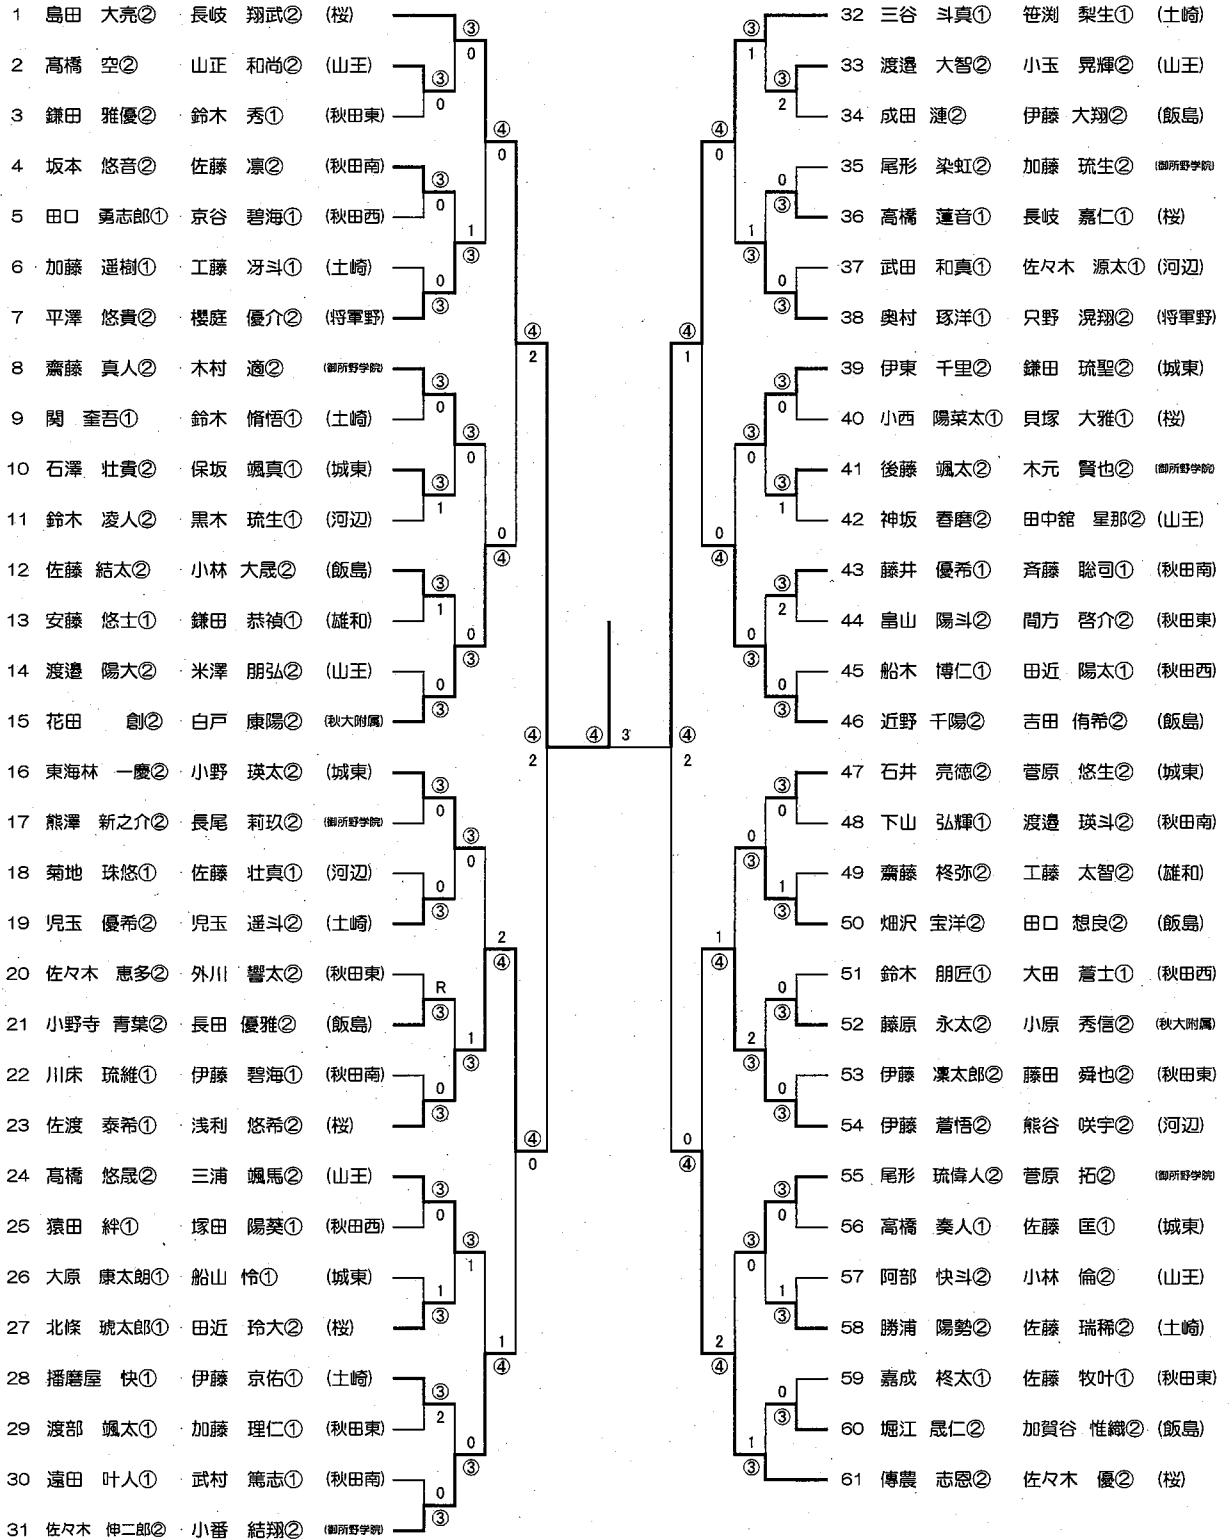 1 島田 大亮② 長岐 翔武② (桜)
2 髙橋 空② 山正 和尚② (山王)
3 鎌田 雅優② 鈴木 秀① (秋田東)
4 坂本 悠音② 佐藤 凛② (秋田南)
5 田口 勇志郎① 京谷 碧海① (秋田西)
6 加藤 遥樹① 工藤 冴斗① (土崎)
7 平澤 悠貴② 櫻庭 優介② (将軍野)
8 齋藤 真人② 木村 適② (御所野学院)
9 関 奎吾① 鈴木 脩悟① (土崎)
10 石澤 壮貴② 保坂 颯真① (城東)
11 鈴木 凌人② 黒木 琉生① (河辺)
12 佐藤 結太② 小林 大晟② (飯島)
13 安藤 悠士① 鎌田 恭禎① (雄和)
14 渡邉 陽大② 米澤 朋弘② (山王)
15 花田 創② 白戸 康陽② (秋大附属)
16 東海林 一慶② 小野 瑛太② (城東)
17 熊澤 新之介② 長尾 莉玖② (御所野学院)
18 菊地 珠悠① 佐藤 壮真① (河辺)
19 児玉 優希② 児玉 遥斗② (土崎)
20 佐々木 恵多② 外川 響太② (秋田東)
21 小野寺 青葉② 長田 優雅② (飯島)
22 川床 琉維① 伊藤 碧海① (秋田南)
23 佐渡 泰希① 浅利 悠希② (桜)
24 髙橋 悠晟② 三浦 颯馬② (山王)
25 猿田 絆① 塚田 陽葵① (秋田西)
26 大原 康太朗① 船山 怜① (城東)
27 北條 琥太郎① 田近 玲大② (桜)
28 播磨屋 快① 伊藤 京佑① (土崎)
29 渡部 颯太① 加藤 理仁① (秋田東)
30 遠田 叶人① 武村 篤志① (秋田南)
31 佐々木 伸二郎② 小番 結翔② (御所野学院)
32 三谷 斗真① 笹渕 梨生① (土崎)
33 渡邉 大智② 小玉 晃輝② (山王)
34 成田 漣② 伊藤 大翔② (飯島)
35 尾形 染虹② 加藤 琉生② (御所野学院)
36 高橋 蓮音① 長岐 嘉仁① (桜)
37 武田 和真① 佐々木 源太① (河辺)
38 奥村 琢洋① 只野 滉翔② (将軍野)
39 伊東 千里② 鎌田 琉聖② (城東)
40 小西 陽菜太① 貝塚 大雅① (桜)
41 後藤 颯太② 木元 賢也② (御所野学院)
42 神坂 春磨② 田中舘 星那② (山王)
43 藤井 優希① 斉藤 聡司① (秋田南)
44 畠山 陽斗② 間方 啓介② (秋田東)
45 船木 博仁① 田近 陽太① (秋田西)
46 近野 千陽② 吉田 侑希② (飯島)
47 石井 亮徳② 菅原 悠生② (城東)
48 下山 弘輝① 渡邉 瑛斗② (秋田南)
49 齋藤 柊弥② 工藤 太智② (雄和)
50 畑沢 宝洋② 田口 想良② (飯島)
51 鈴木 朋匠① 大田 蒼士① (秋田西)
52 藤原 永太② 小原 秀信② (秋大附属)
53 伊藤 凜太郎② 藤田 舜也② (秋田東)
54 伊藤 蒼悟② 熊谷 咲宇② (河辺)
55 尾形 琉偉人② 菅原 拓② (御所野学院)
56 高橋 奏人① 佐藤 匡① (城東)
57 阿部 快斗② 小林 倫② (山王)
58 勝浦 陽勢② 佐藤 瑞稀② (土崎)
59 嘉成 柊太① 佐藤 牧叶① (秋田東)
60 堀江 晟仁② 加賀谷 惟織② (飯島)
61 傳農 志恩② 佐々木 優② (桜)